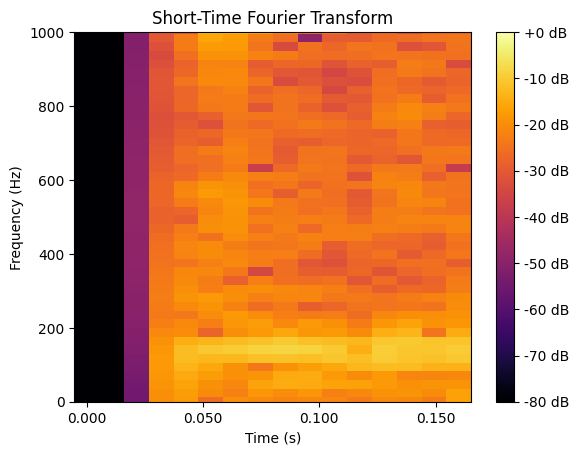 Short-Time Fourier Transform
Frequency (Hz)
1000
800
600
400
200
0
0.000
0.050
0.100
0.150
Time (s)
+0 dB
-10 dB
-20 dB
-30 dB
-40 dB
-50 dB
-60 dB
-70 dB
-80 dB